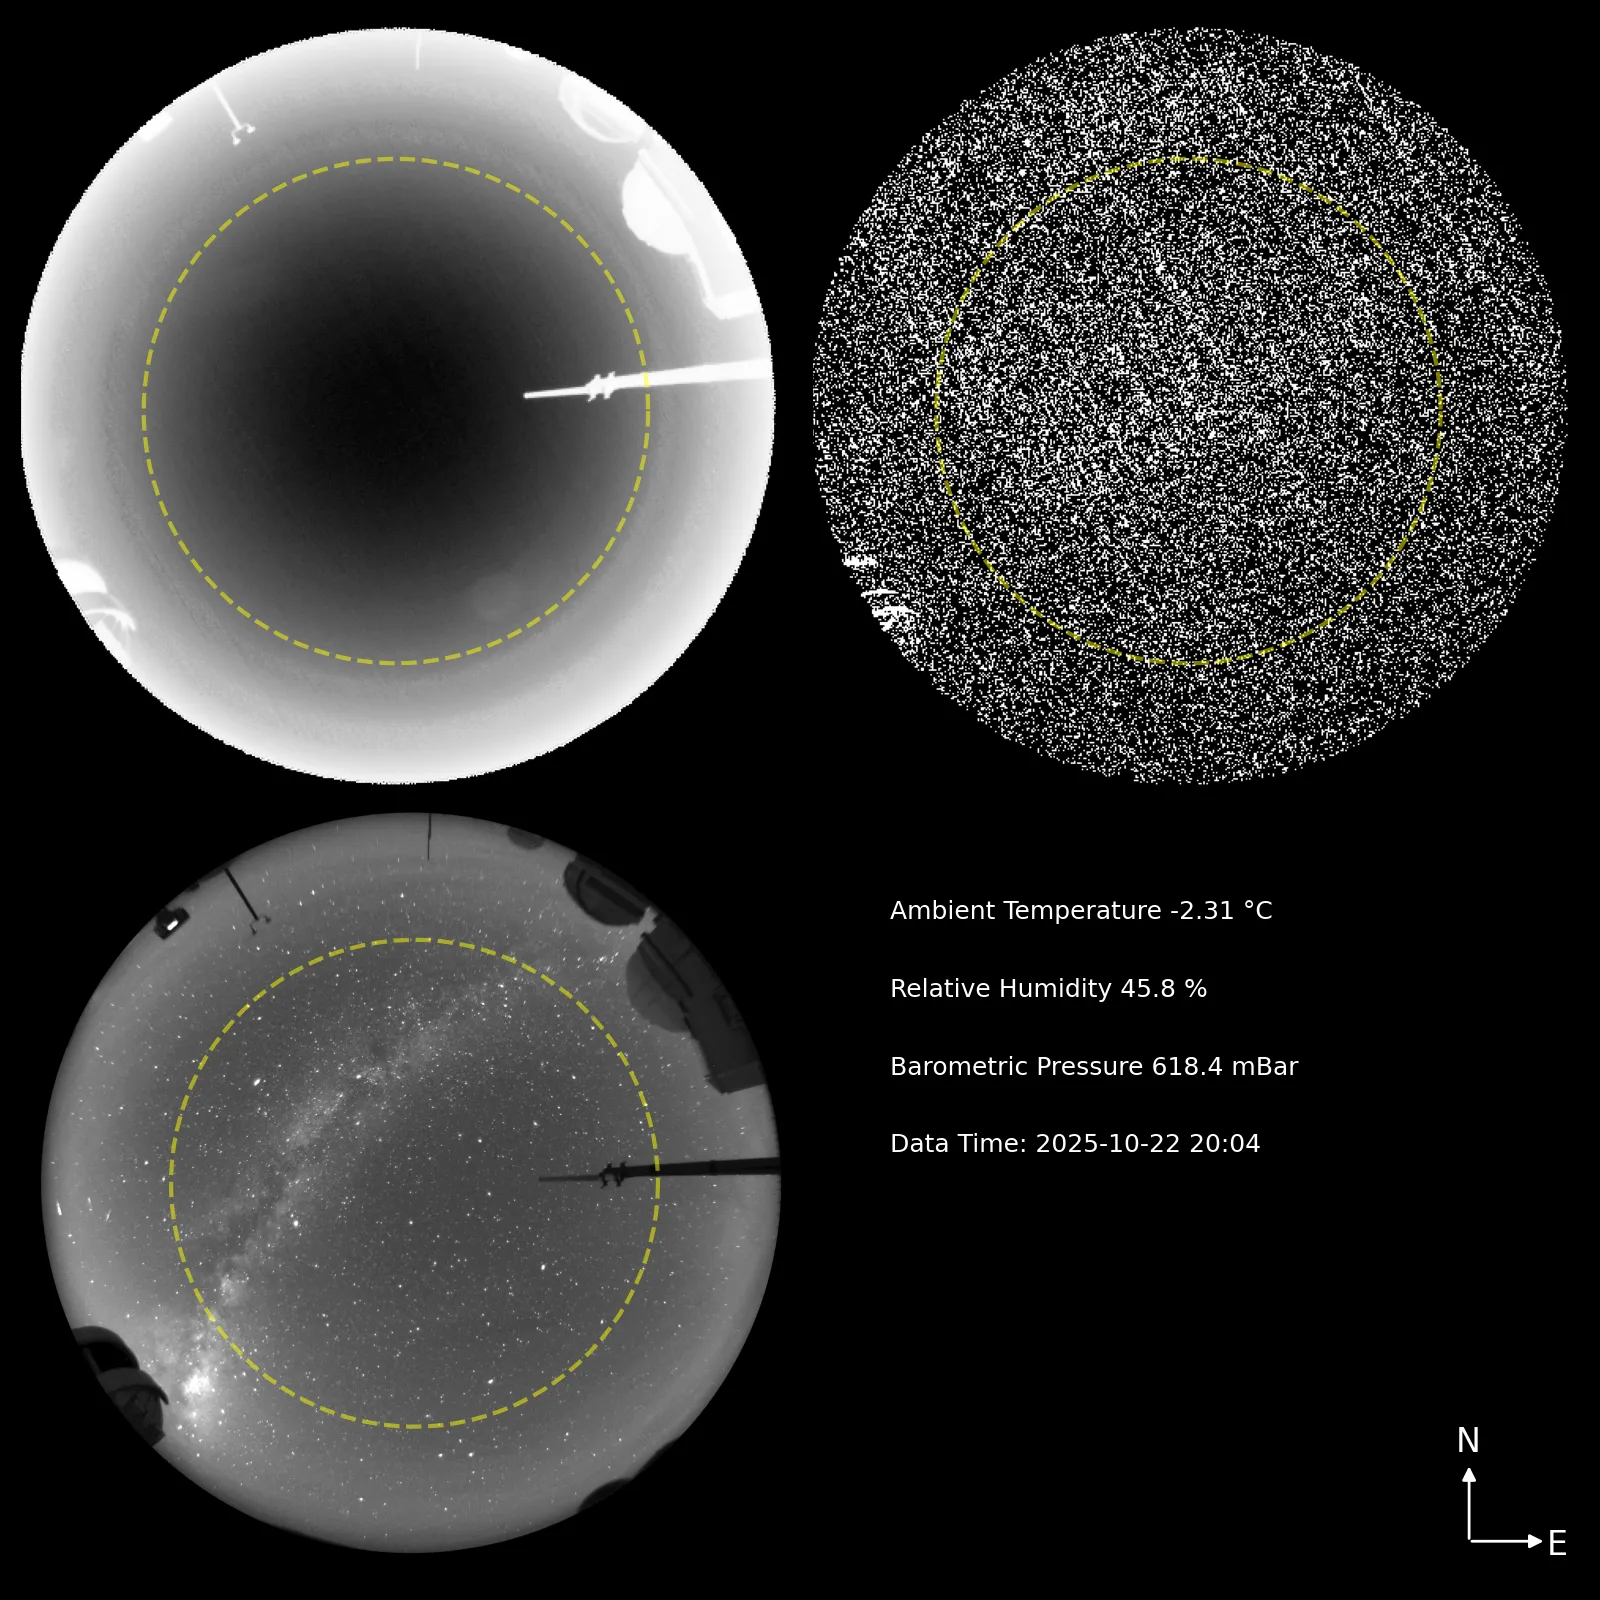 Ambient Temperature -2.31 °C
Relative Humidity 45.8 %
Barometric Pressure 618.4 mBar
Data Time: 2025-10-22 20:04
N
E